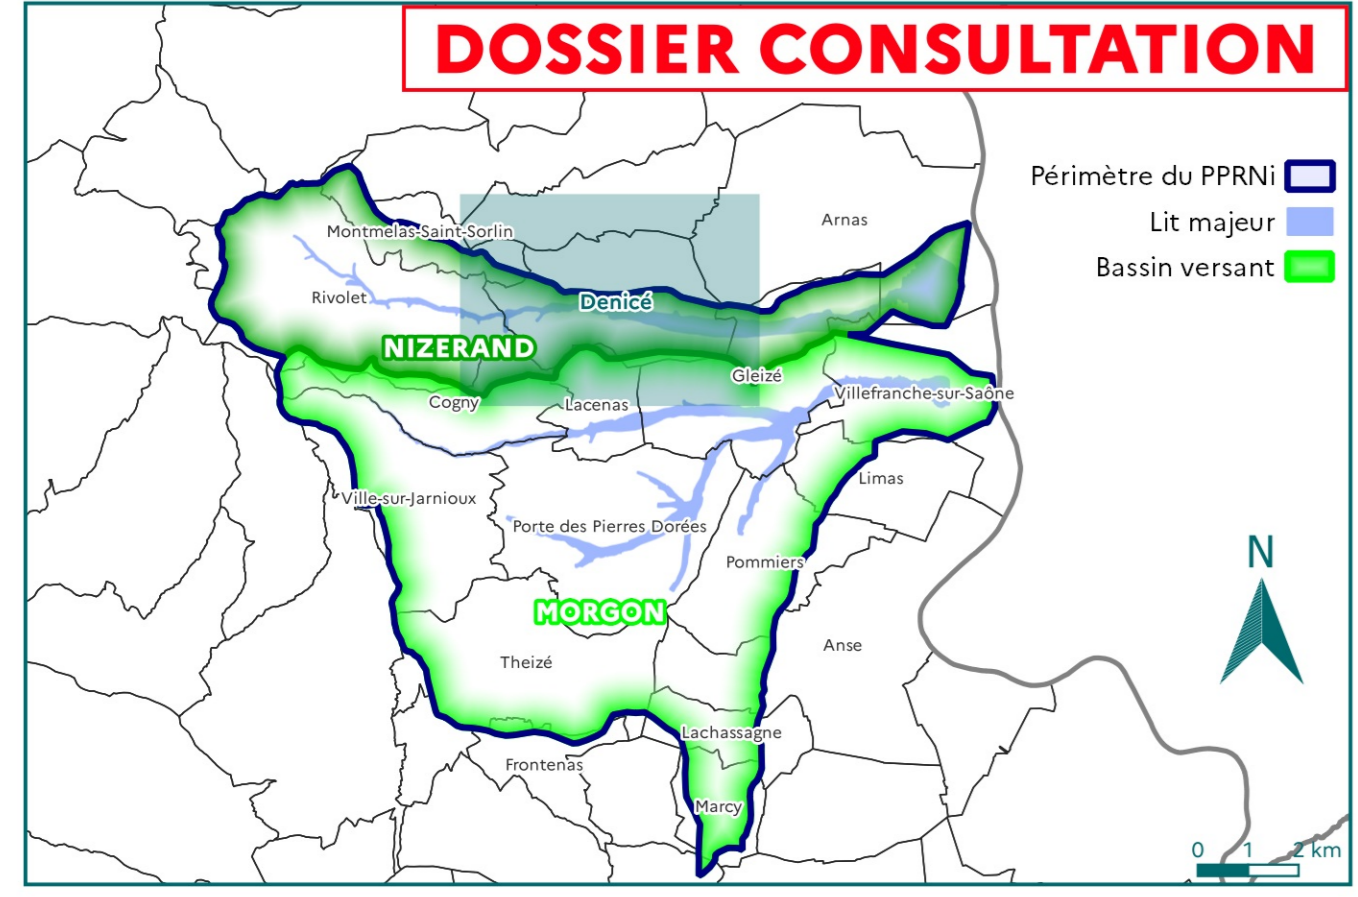 DOSSIER CONSULTATION
Périmètre du PPRNi
Lit majeur
Bassin versant
Arnas
Montmelas-Saint-Sorlin
Rivolet
Denicé
NIZERAND
Gleizé
Villefranche-sur-Saône
Cogny
Lacenas
Limas
Ville-sur-Jarnioux
Porte des Pierres Dorées
Pommiers
N
MORGON
Anse
Theizé
Lachassagne
Frontenas
Marcy
0 1 2 km